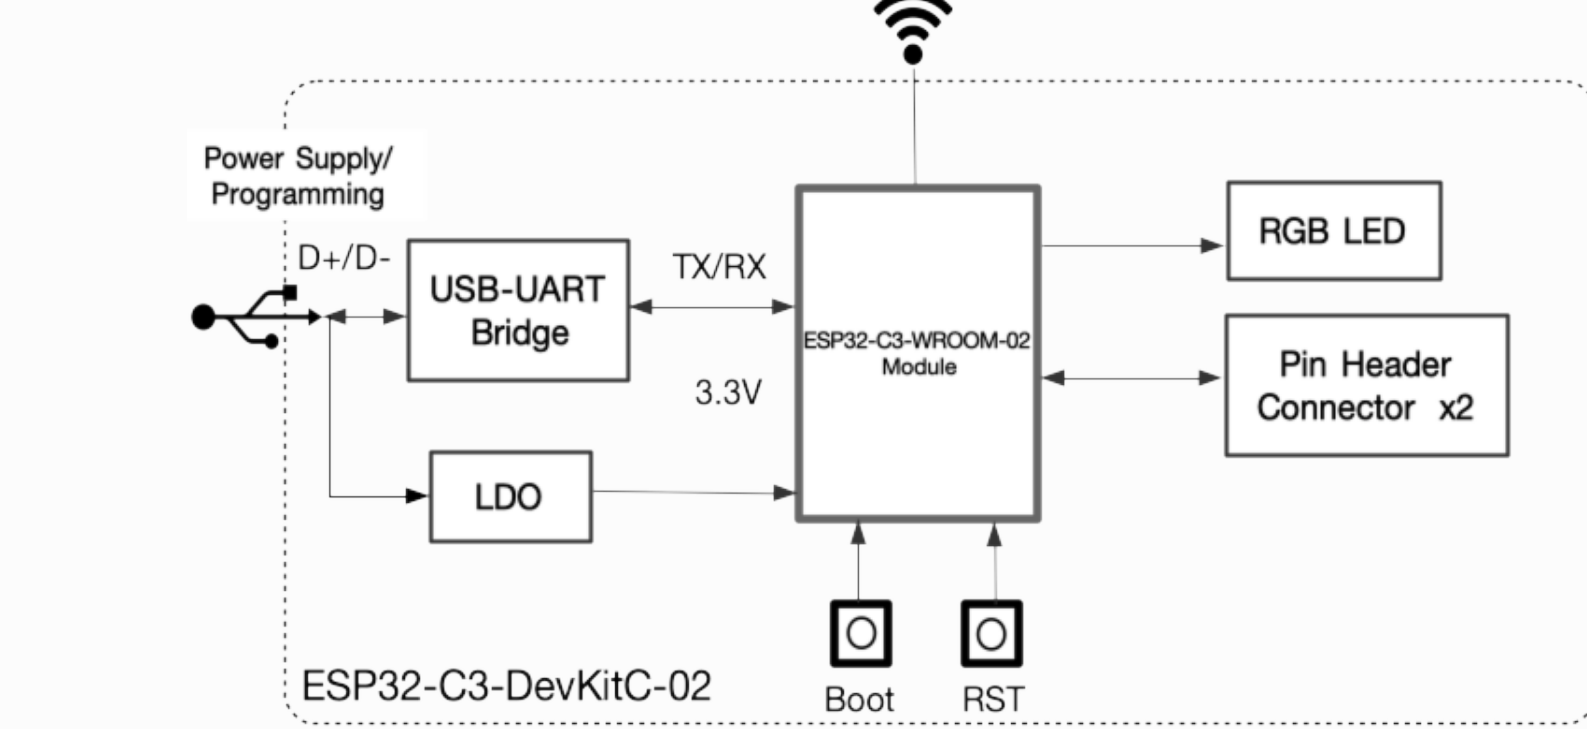 Power Supply/
Programming
D+/D-
USB-UART
Bridge
TX/RX
3.3V
LDO
ESP32-C3-WROOM-02
Module
RGB LED
Pin Header
Connector x2
Boot
RST
ESP32-C3-DevKitC-02